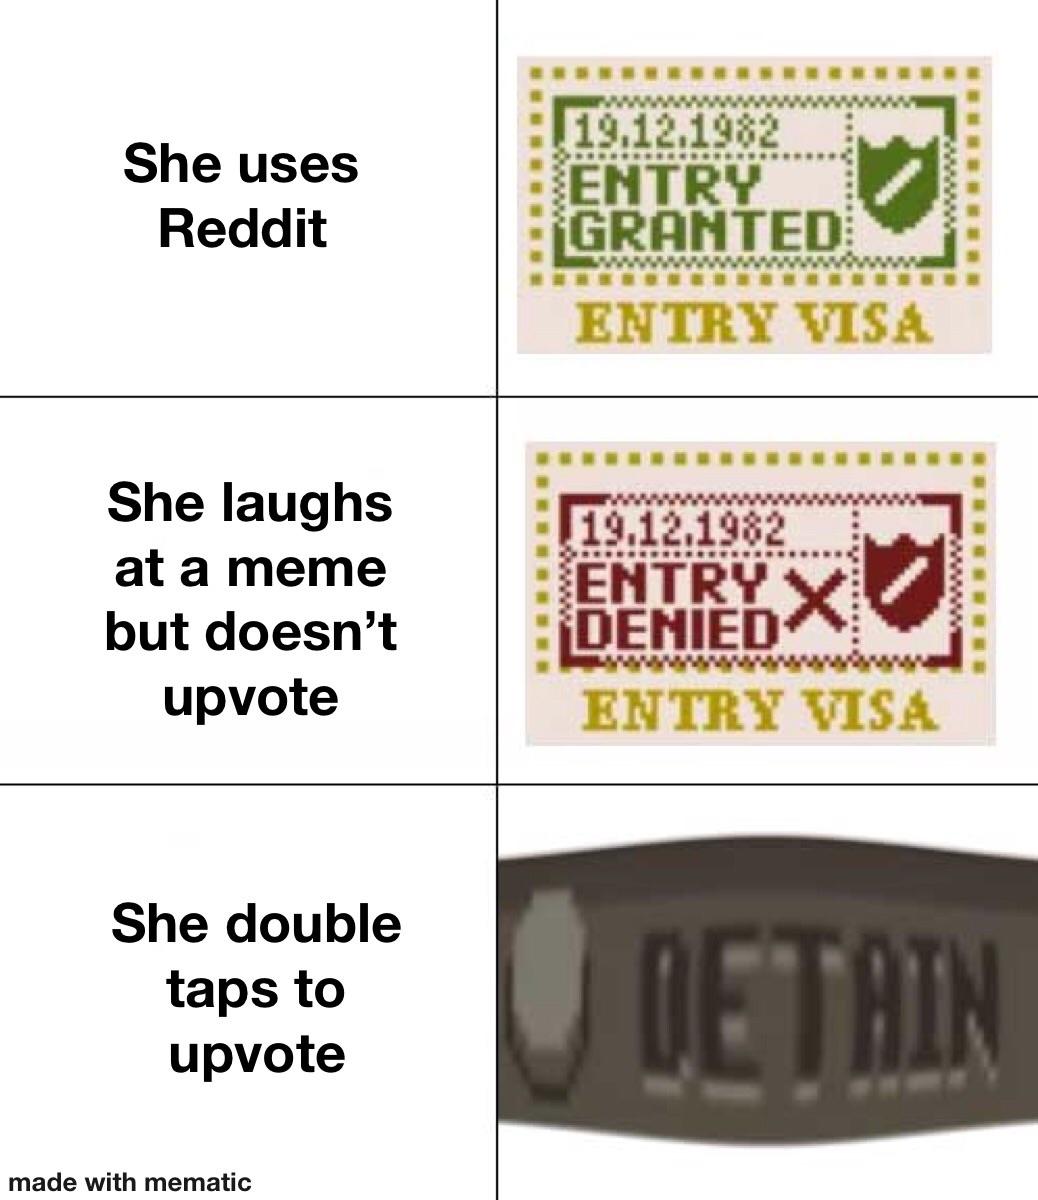 She uses
Reddit
19.12.1982
ENTRY
GRANTED
ENTRY VISA
She laughs
at a meme
but doesn’t
upvote
19.12.1982
ENTRY
DENIED
ENTRY VISA
She double
taps to
upvote
DETAIN
made with mematic